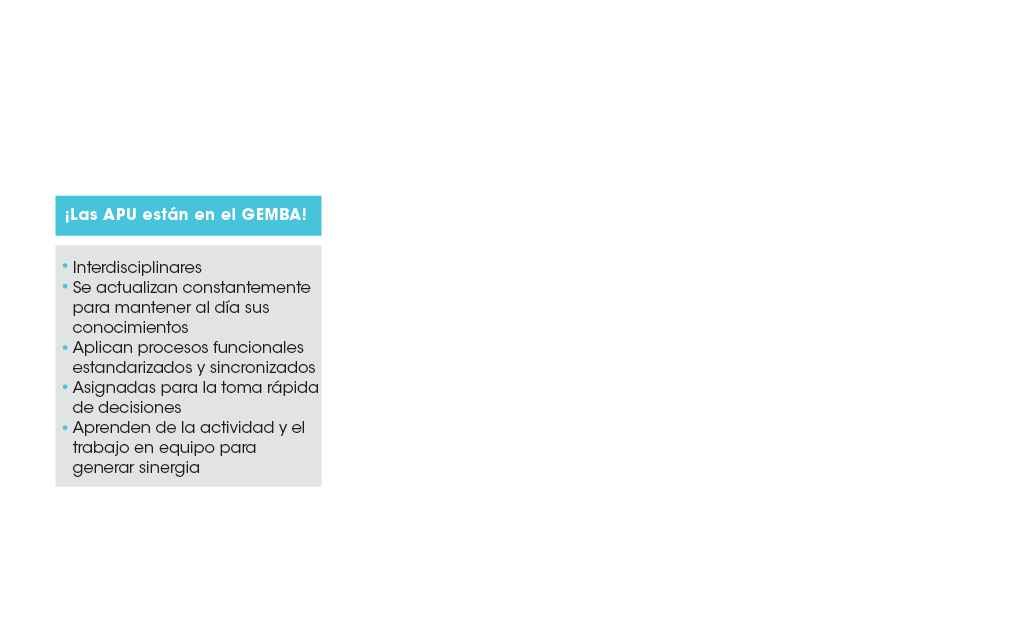 ¡Las APU están en el GEMBA!
• Interdisciplinares
• Se actualizan constantemente
para mantener al día sus
conocimientos
• Aplican procesos funcionales
estandarizados y sincronizados
• Asignadas para la toma rápida
de decisiones
• Aprenden de la actividad y el
trabajo en equipo para
generar sinergia